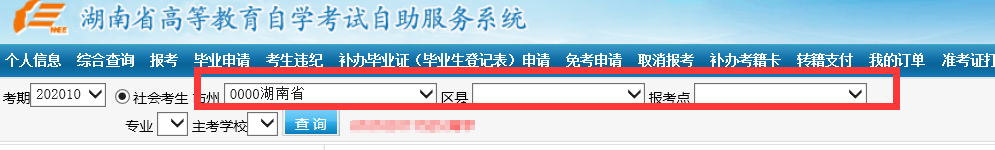 HNEEE 湖南省高等教育自学考试自助服务系统
个人信息 综合查询 报考 毕业申请 考生违纪 补办毕业证（毕业生登记表）申请 免考申请 取消报考 补办考籍卡 转籍支付 我的订单 准考证打
考期 202010 社会考生 市州 0000湖南省 区县 报考点
专业 主考学校 查询